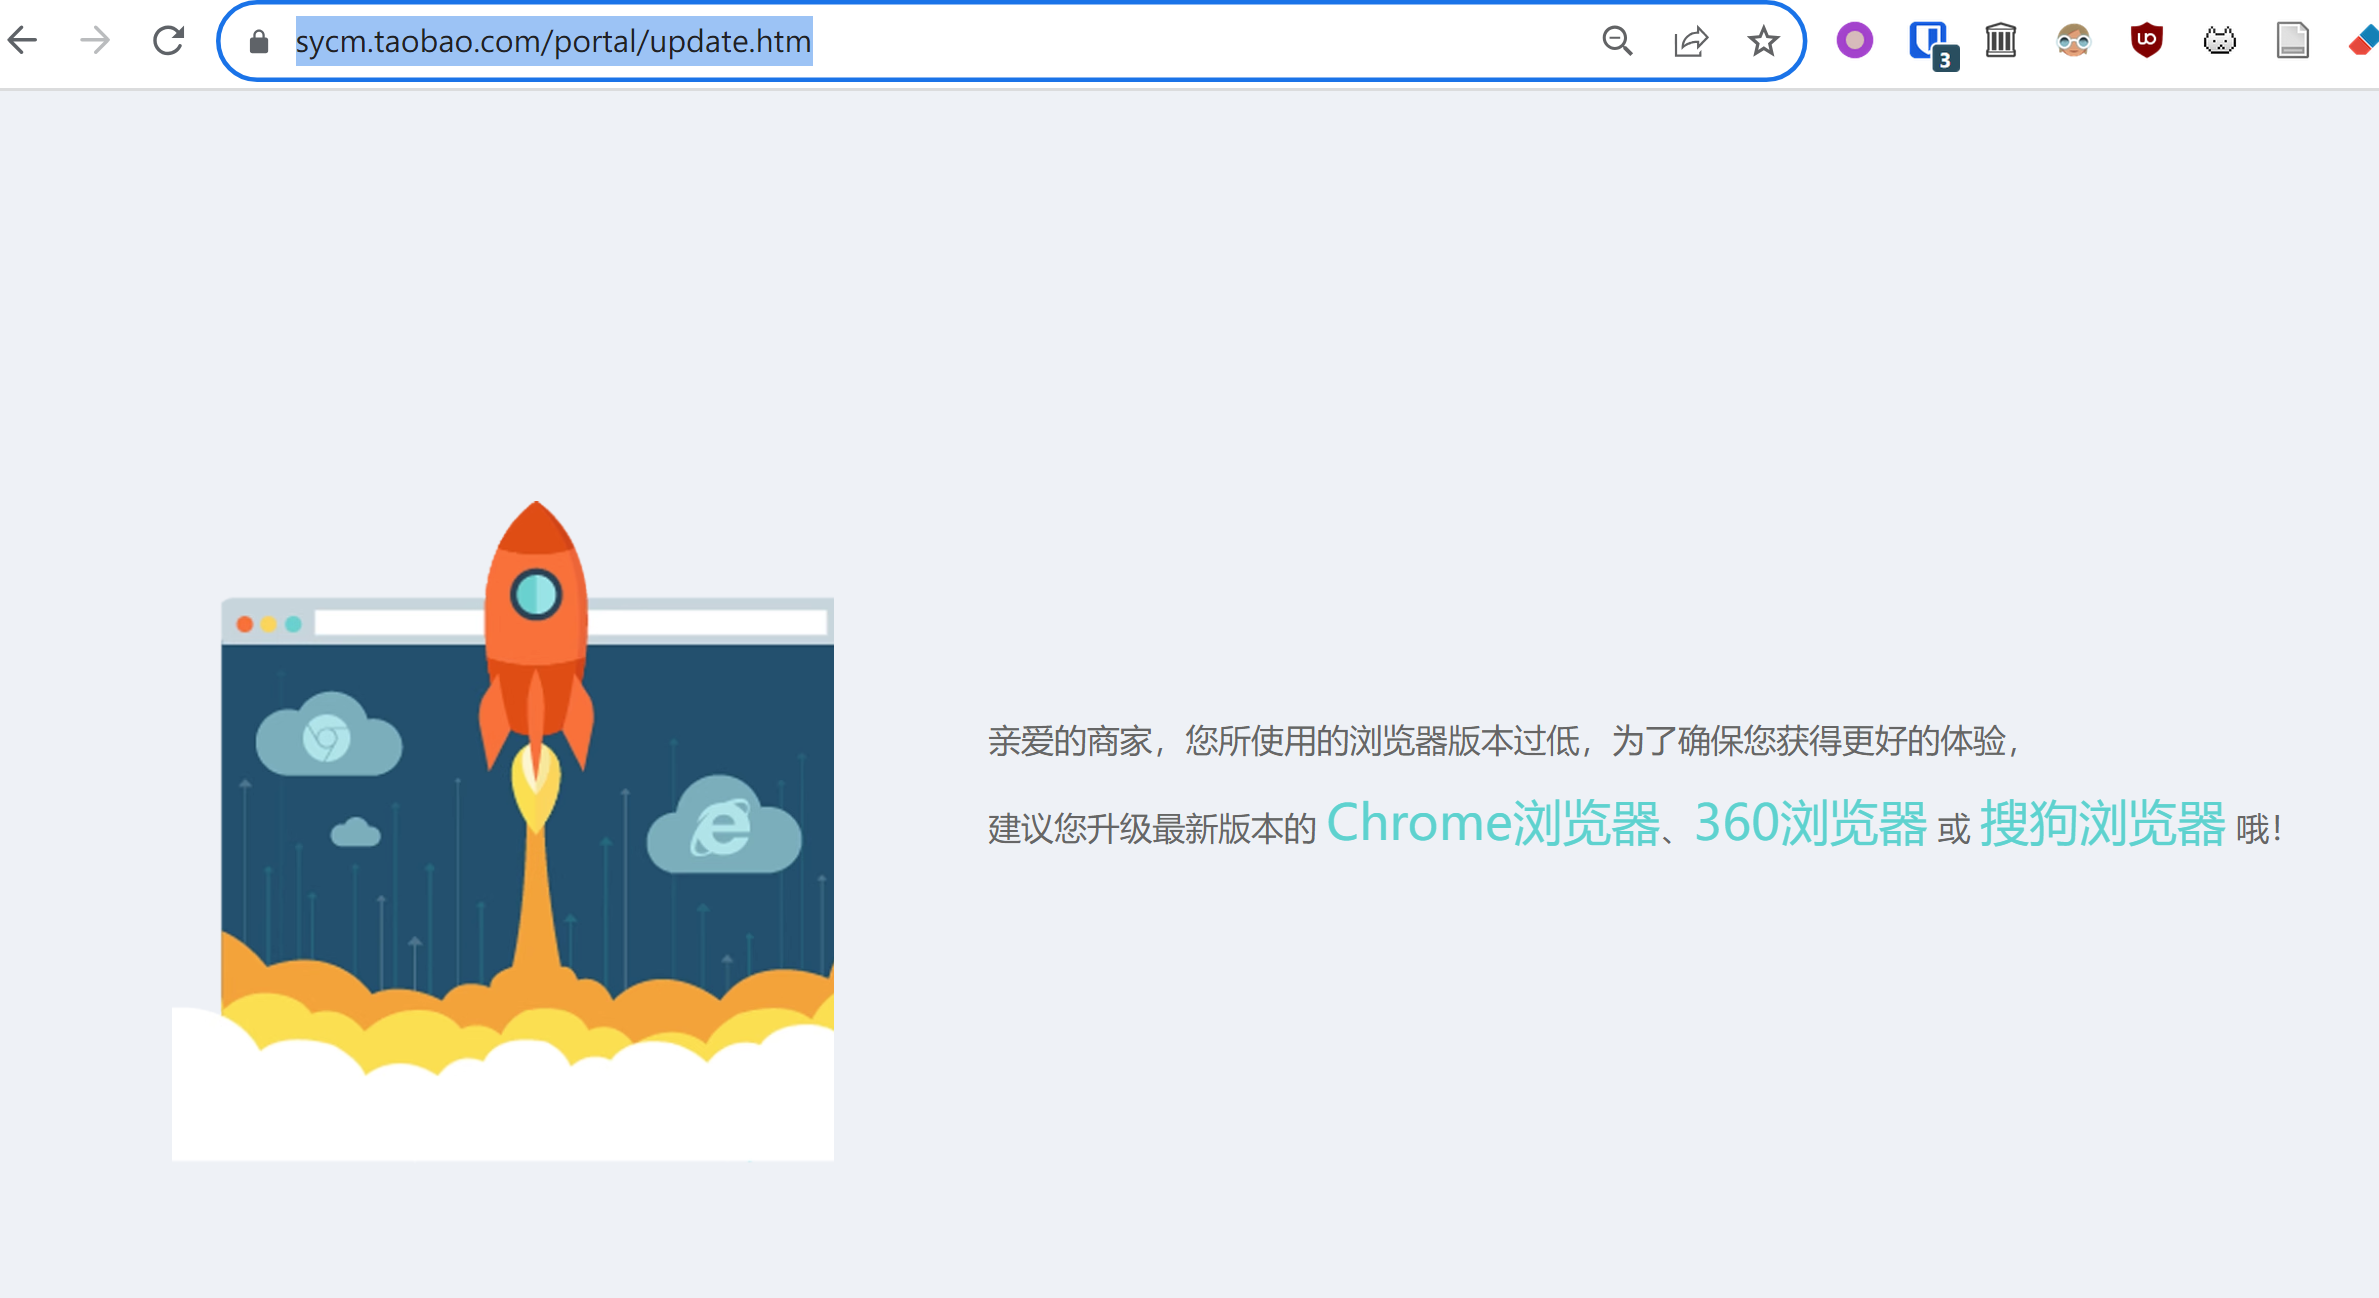 sycm.taobao.com/portal/update.htm
3
亲爱的商家，您所使用的浏览器版本过低，为了确保您获得更好的体验，
建议您升级最新版本的 Chrome浏览器、360浏览器 或 搜狗浏览器 哦！